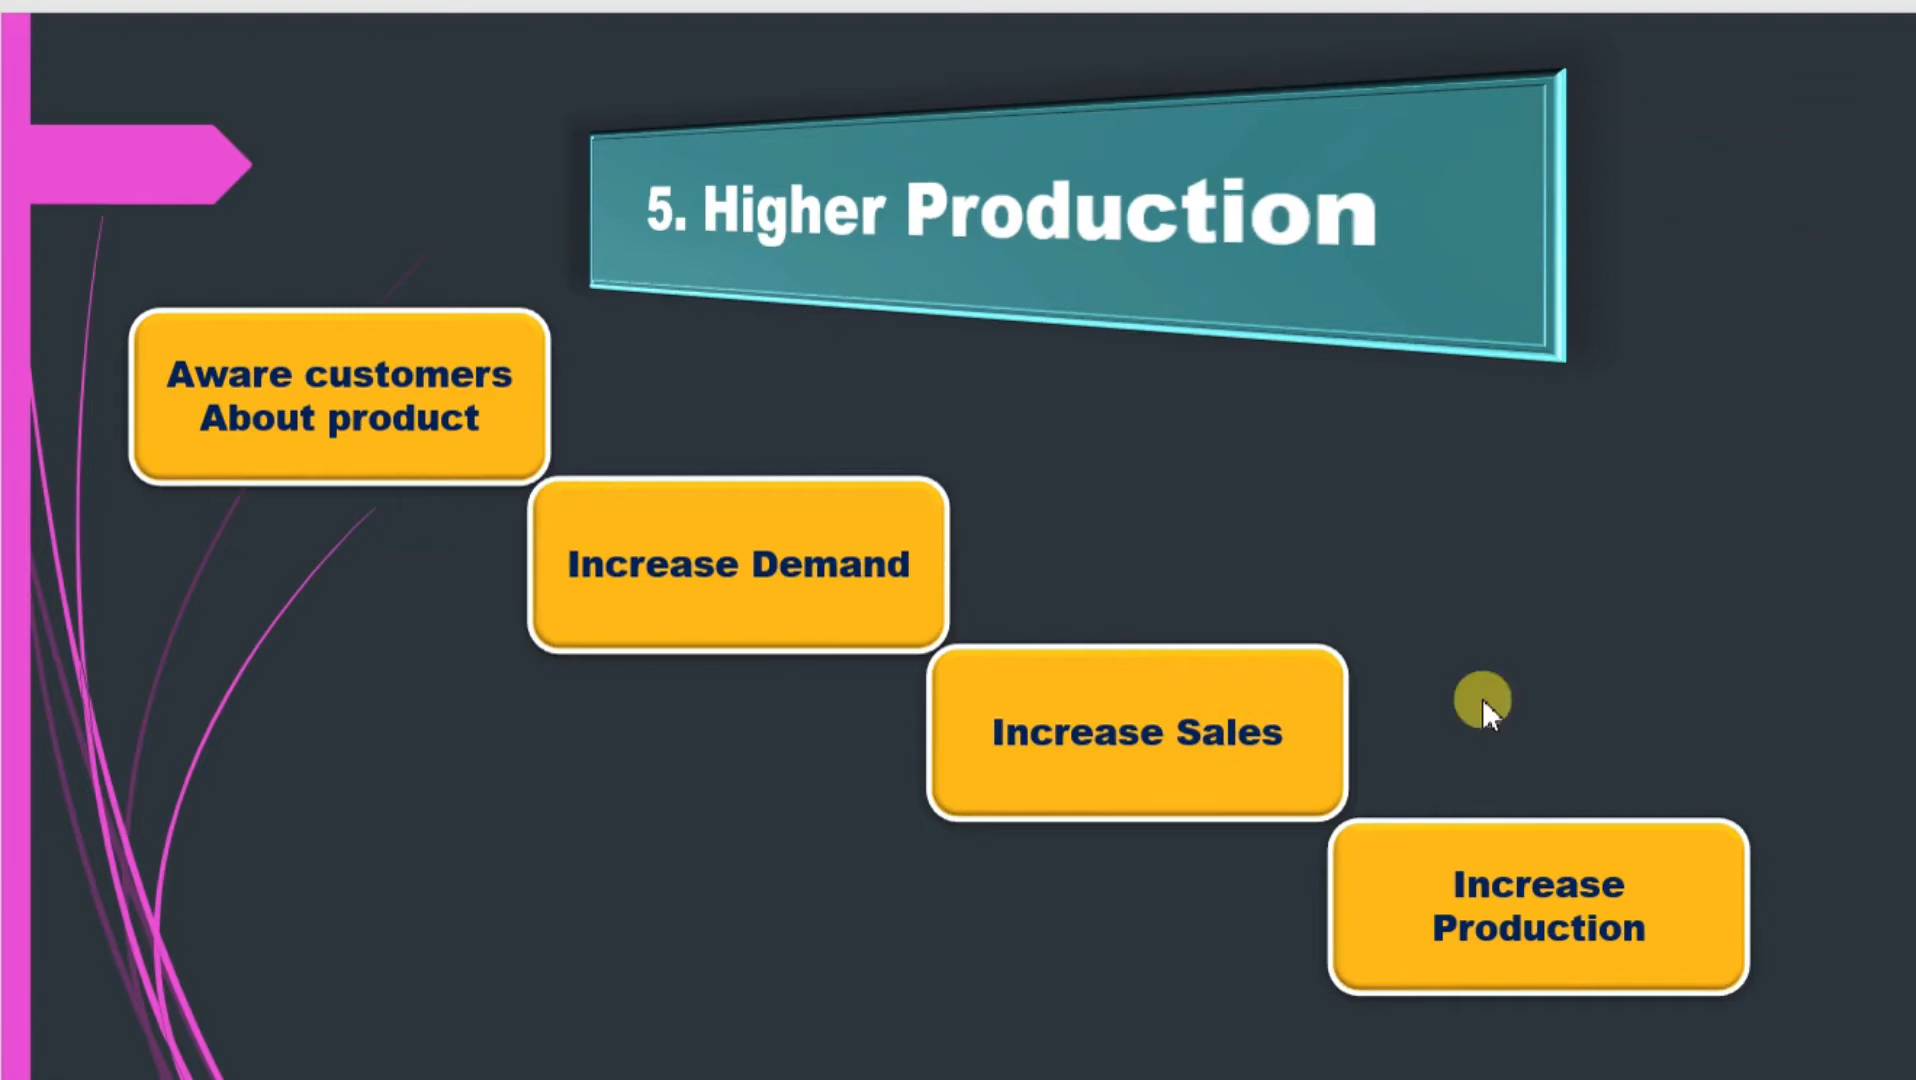 5. Higher Production
Aware customers
About product
Increase Demand
Increase Sales
Increase
Production